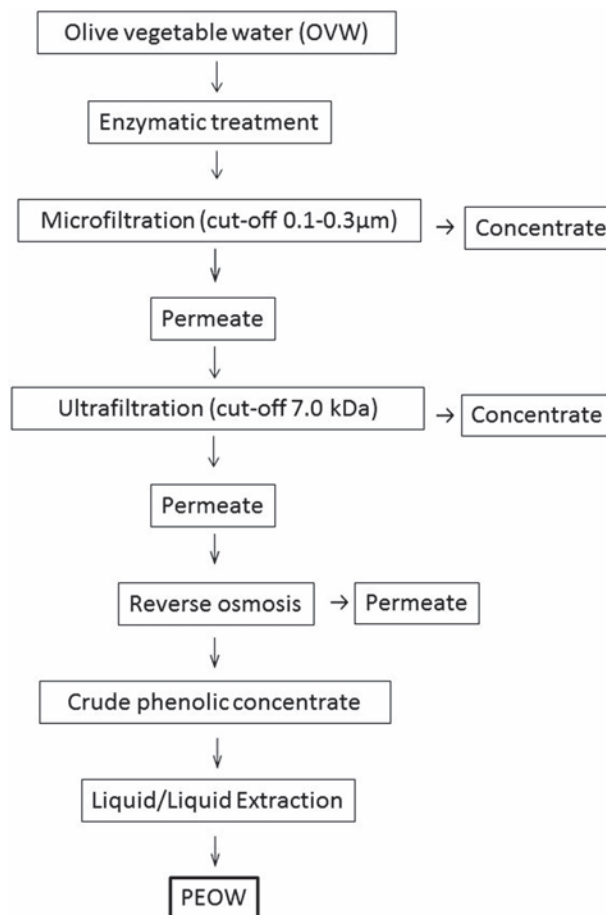 Olive vegetable water (OVW)
Enzymatic treatment
Microfiltration (cut-off 0.1-0.3μm) → Concentrate
Permeate
Ultrafiltration (cut-off 7.0 kDa) → Concentrate
Permeate
Reverse osmosis → Permeate
Crude phenolic concentrate
Liquid/Liquid Extraction
PEOW